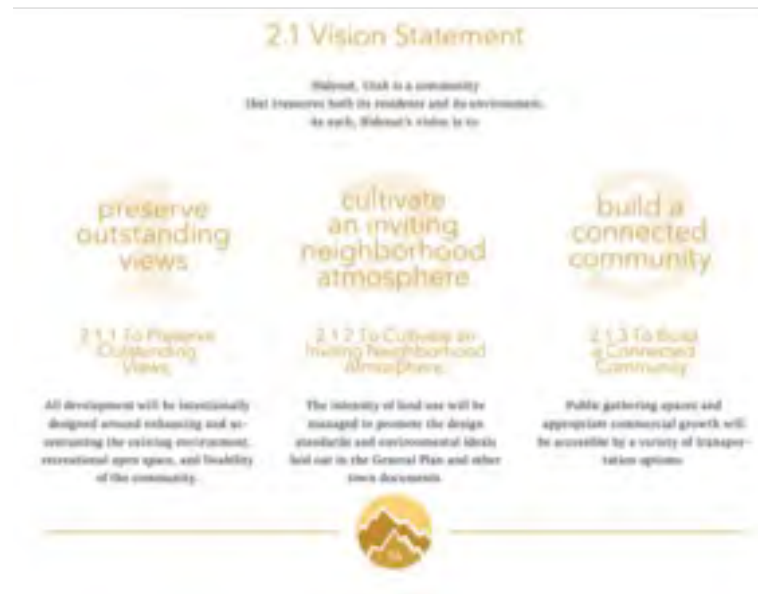 2.1 Vision Statement
Hideout, Utah is a community
that treasures both its residents and its environment.
As such, Hideout's vision is to
preserve
outstanding
views
cultivate
an inviting
neighborhood
atmosphere
build a
connected
community
2.1.1 To Preserve
Outstanding
Views
2.1.2 To Cultivate an
Inviting Neighborhood
Atmosphere
2.1.3 To Build
a Connected
Community
All development will be intentionally
designed around enhancing and ac-
centuating the existing environment,
recreational open space, and livability
of the community.
The intensity of land use will be
managed to promote the design
standards and environmental ideals
laid out in the General Plan and other
town documents.
Public gathering spaces and
appropriate commercial growth will
be accessible by a variety of transpor-
tation options.